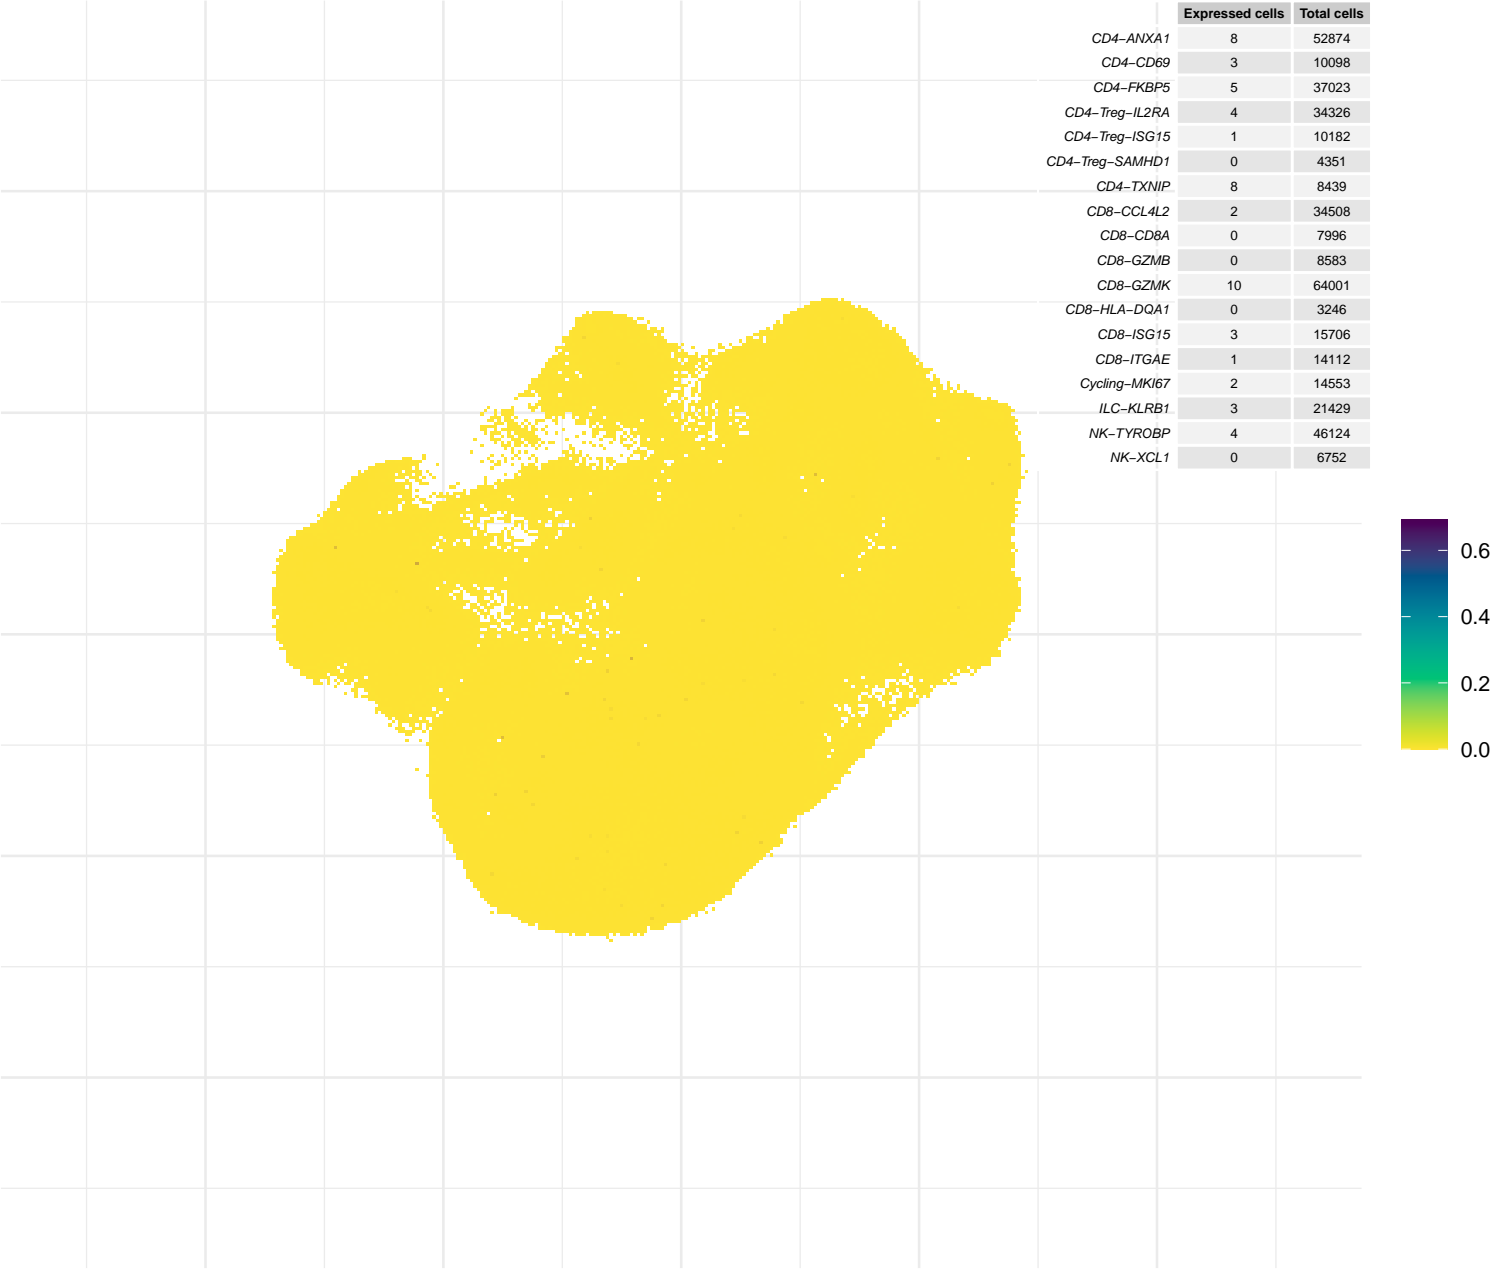 Expressed cells Total cells
CD4−ANXA1 8 52874
CD4−CD69 3 10098
CD4−FKBP5 5 37023
CD4−Treg−IL2RA 4 34326
CD4−Treg−ISG15 1 10182
CD4−Treg−SAMHD1 0 4351
CD4−TXNIP 8 8439
CD8−CCL4L2 2 34508
CD8−CD8A 0 7996
CD8−GZMB 0 8583
CD8−GZMK 10 64001
CD8−HLA−DQA1 0 3246
CD8−ISG15 3 15706
CD8−ITGAE 1 14112
Cycling−MKI67 2 14553
ILC−KLRB1 3 21429
NK−TYROBP 4 46124
NK−XCL1 0 6752
0.6
0.4
0.2
0.0